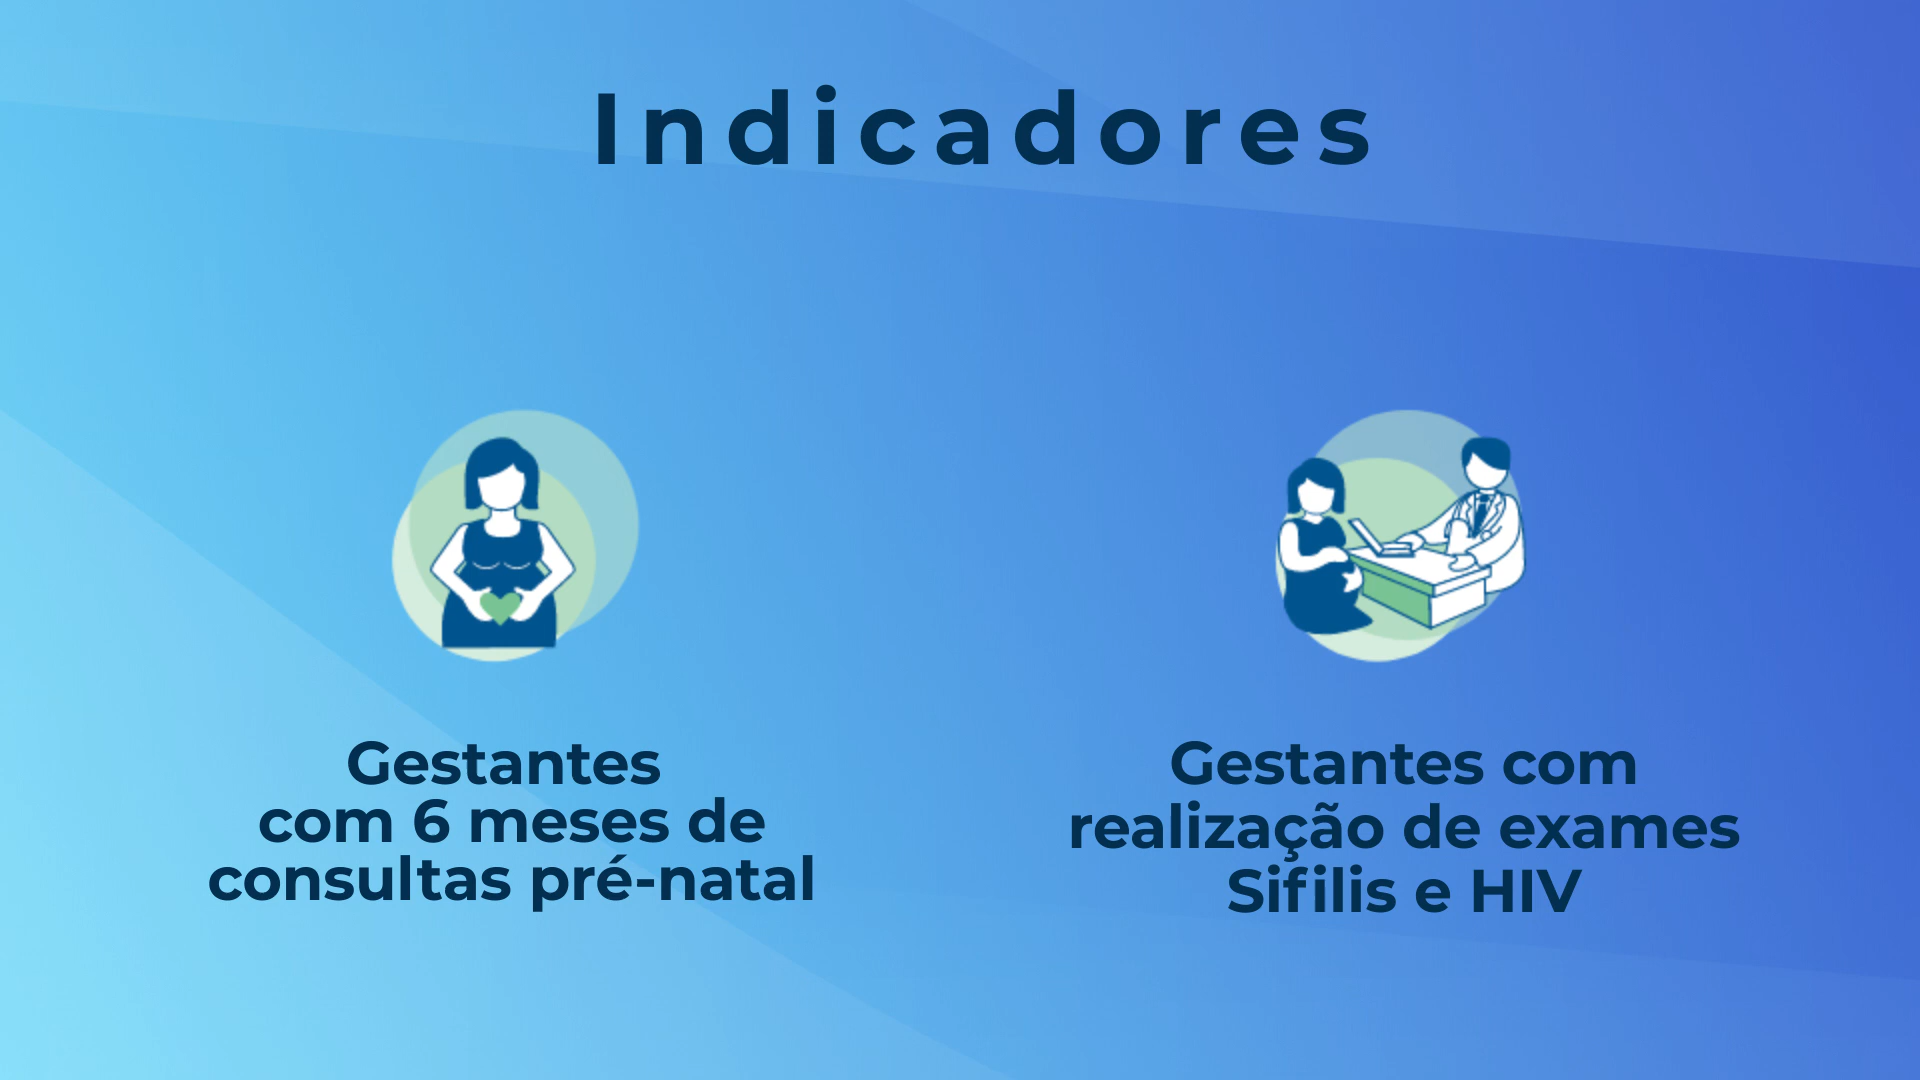 Indicadores
Gestantes
com 6 meses de
consultas pré-natal
Gestantes com
realização de exames
Sifilis e HIV